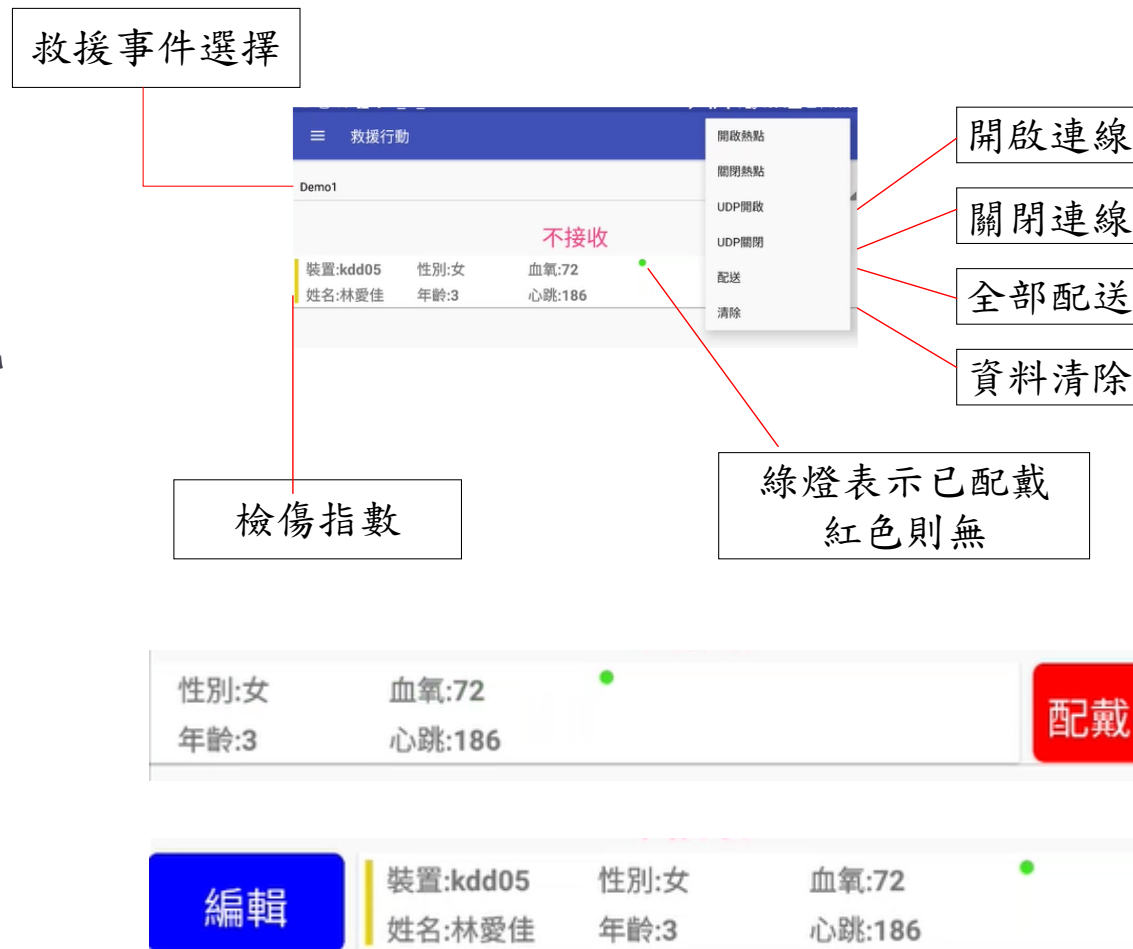 救援事件選擇
救援行動
Demo1
不接收
裝置:kdd05 性別:女 血氧:72
姓名:林愛佳 年齡:3 心跳:186
開啟熱點
關閉熱點
UDP開啟
UDP關閉
配送
清除
開啟連線
關閉連線
全部配送
資料清除
檢傷指數
綠燈表示已配戴
紅色則無
性別:女 血氧:72
年齡:3 心跳:186
配戴
編輯
裝置:kdd05 性別:女 血氧:72
姓名:林愛佳 年齡:3 心跳:186